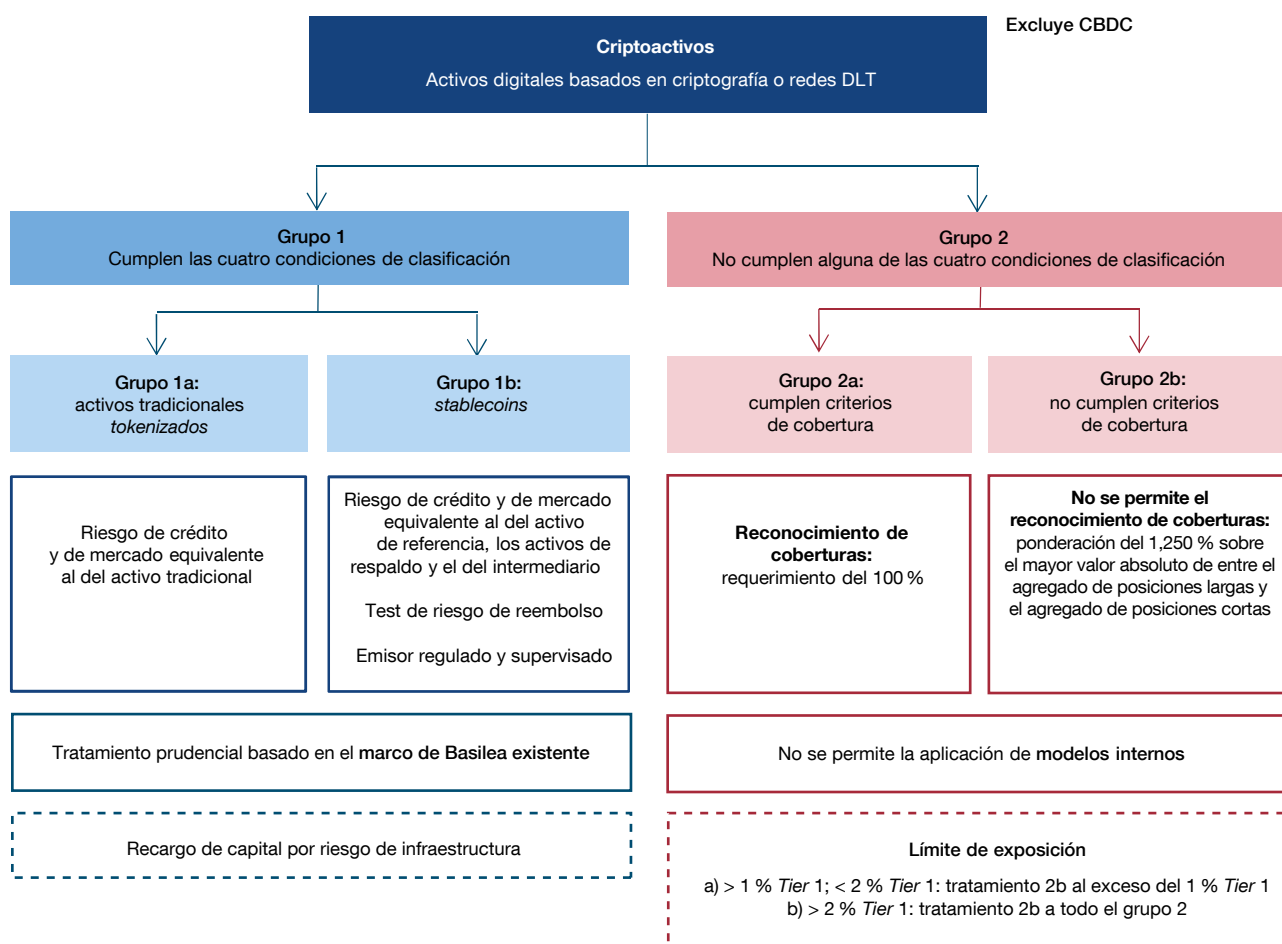 Excluye CBDC
Criptoactivos
Activos digitales basados en criptografía o redes DLT
Grupo 1
Cumplen las cuatro condiciones de clasificación
Grupo 2
No cumplen alguna de las cuatro condiciones de clasificación
Grupo 1a:
activos tradicionales
tokenizados
Grupo 1b:
stablecoins
Grupo 2a:
cumplen criterios
de cobertura
Grupo 2b:
no cumplen criterios
de cobertura
Riesgo de crédito
y de mercado equivalente
al del activo tradicional
Riesgo de crédito y de mercado
equivalente al del activo
de referencia, los activos de
respaldo y el del intermediario
Test de riesgo de reembolso
Emisor regulado y supervisado
Reconocimiento de
coberturas:
requerimiento del 100 %
No se permite el
reconocimiento de coberturas:
ponderación del 1,250 % sobre
el mayor valor absoluto de entre el
agregado de posiciones largas y
el agregado de posiciones cortas
Tratamiento prudencial basado en el marco de Basilea existente
No se permite la aplicación de modelos internos
Recargo de capital por riesgo de infraestructura
Límite de exposición
a) > 1 % Tier 1; < 2 % Tier 1: tratamiento 2b al exceso del 1 % Tier 1
b) > 2 % Tier 1: tratamiento 2b a todo el grupo 2